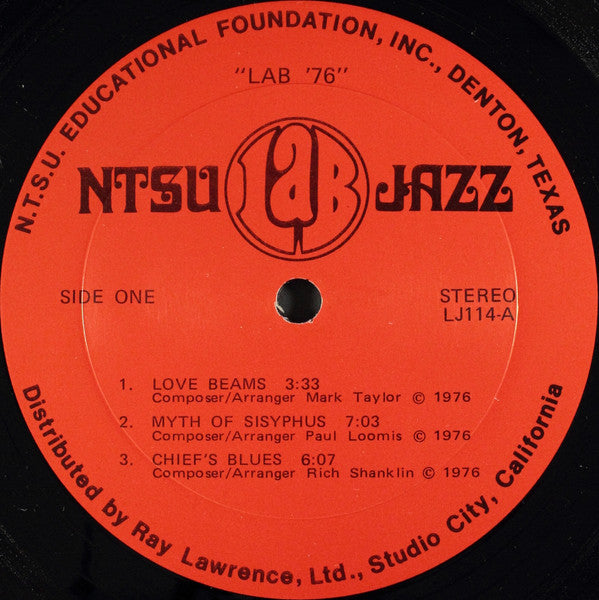 N.T.S.U. EDUCATIONAL FOUNDATION, INC., DENTON, TEXAS
"LAB '76"
NTSU LaB JAZZ
SIDE ONE
STEREO
LJ114-A
1. LOVE BEAMS 3:33
Composer/Arranger Mark Taylor © 1976
2. MYTH OF SISYPHUS 7:03
Composer/Arranger Paul Loomis © 1976
3. CHIEF'S BLUES 6:07
Composer/Arranger Rich Shanklin © 1976
Distributed by Ray Lawrence, Ltd., Studio City, California